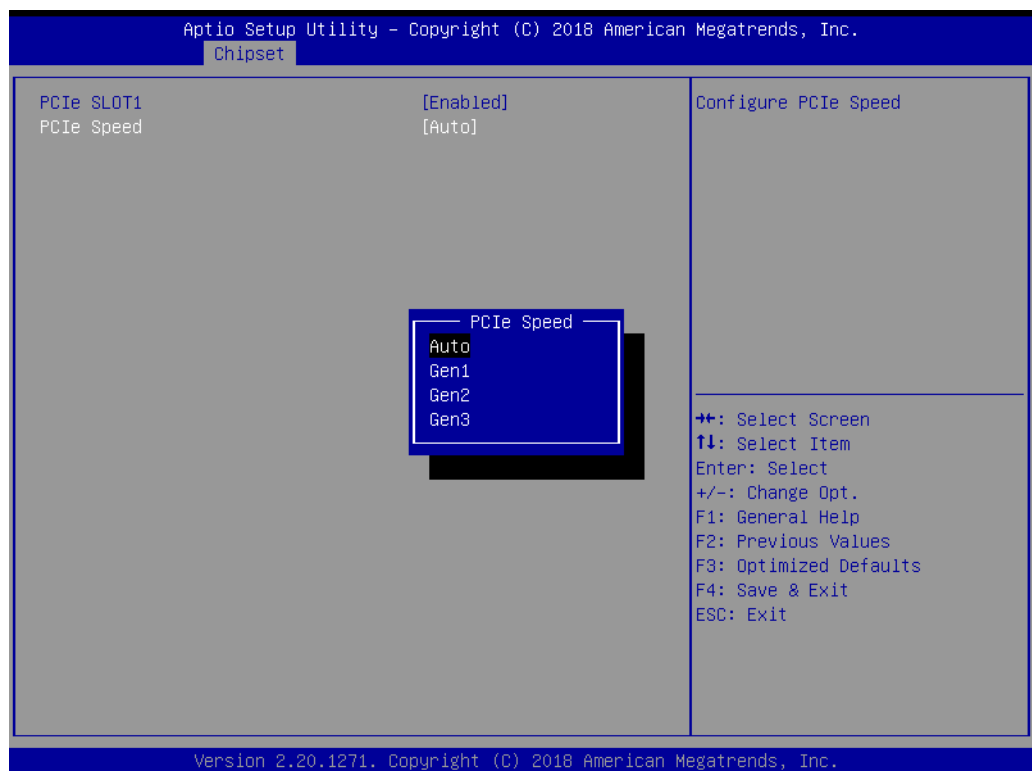 Aptio Setup Utility – Copyright (C) 2018 American Megatrends, Inc.
Chipset
PCIe SLOT1 [Enabled]
PCIe Speed [Auto]
Configure PCIe Speed
PCIe Speed
Auto
Gen1
Gen2
Gen3
→←: Select Screen
↑↓: Select Item
Enter: Select
+/-: Change Opt.
F1: General Help
F2: Previous Values
F3: Optimized Defaults
F4: Save & Exit
ESC: Exit
Version 2.20.1271. Copyright (C) 2018 American Megatrends, Inc.